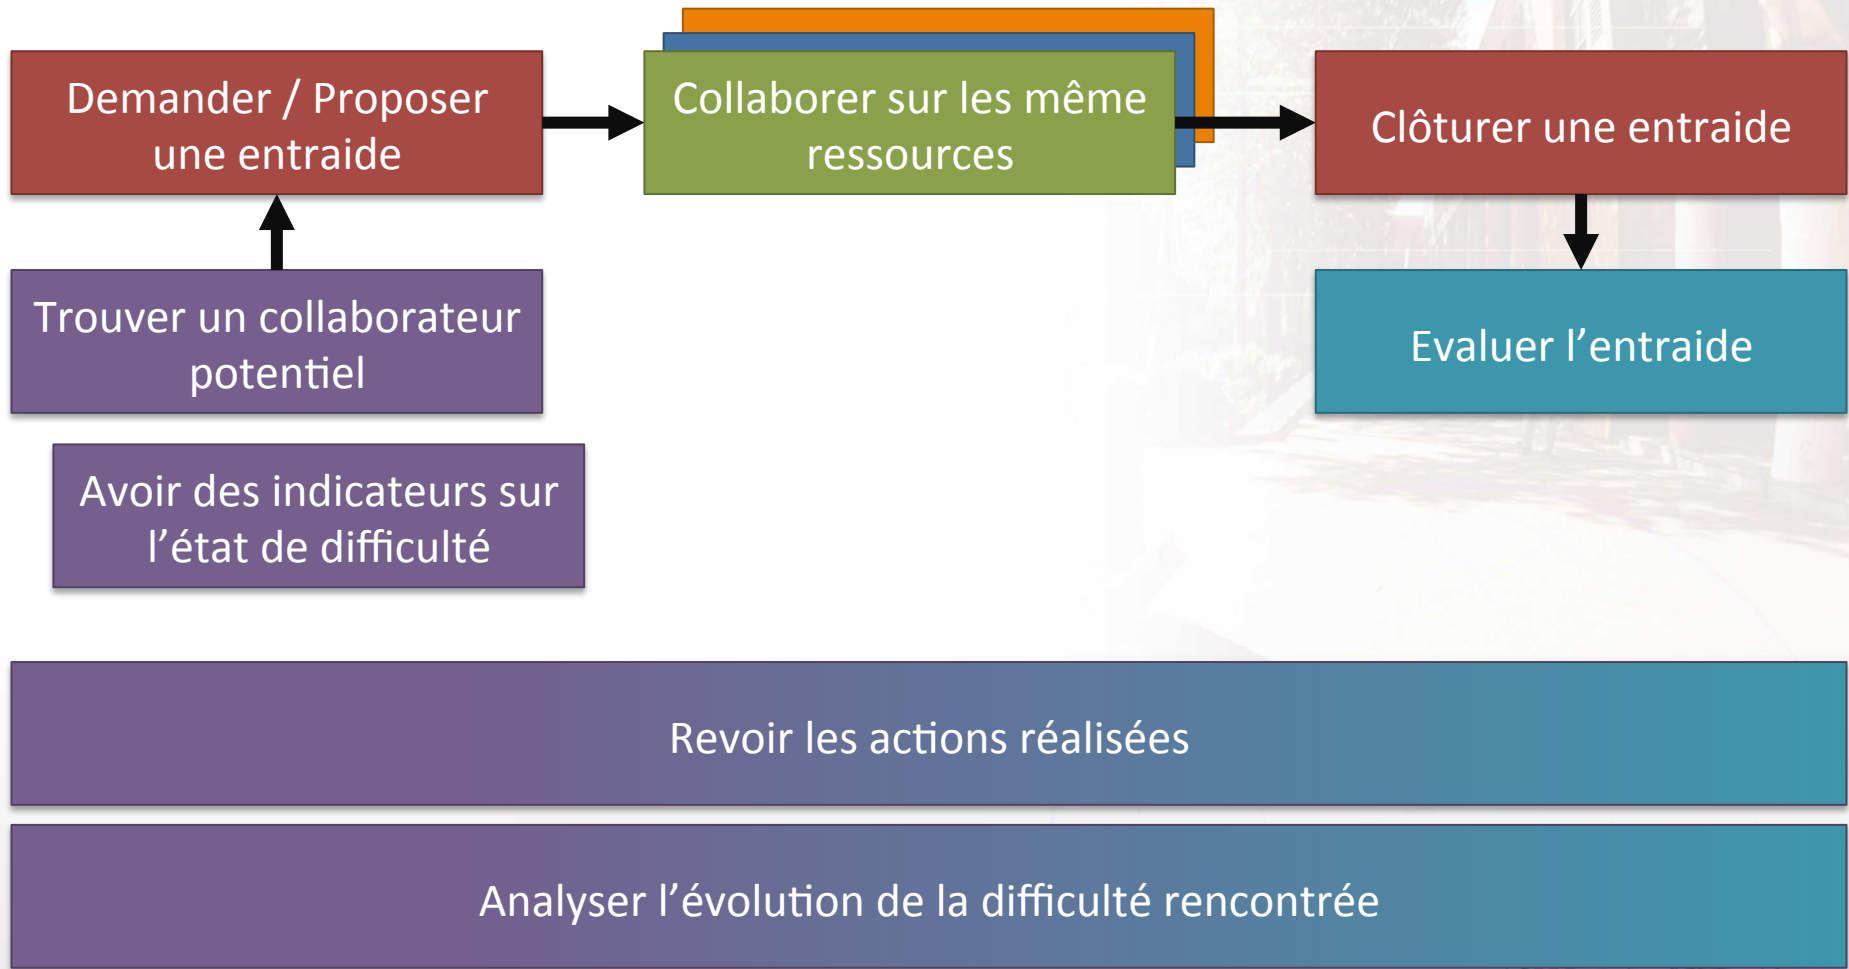 Demander / Proposer
une entraide
Collaborer sur les même
ressources
Clôturer une entraide
Trouver un collaborateur
potentiel
Evaluer l’entraide
Avoir des indicateurs sur
l’état de difficulté
Revoir les actions réalisées
Analyser l’évolution de la difficulté rencontrée